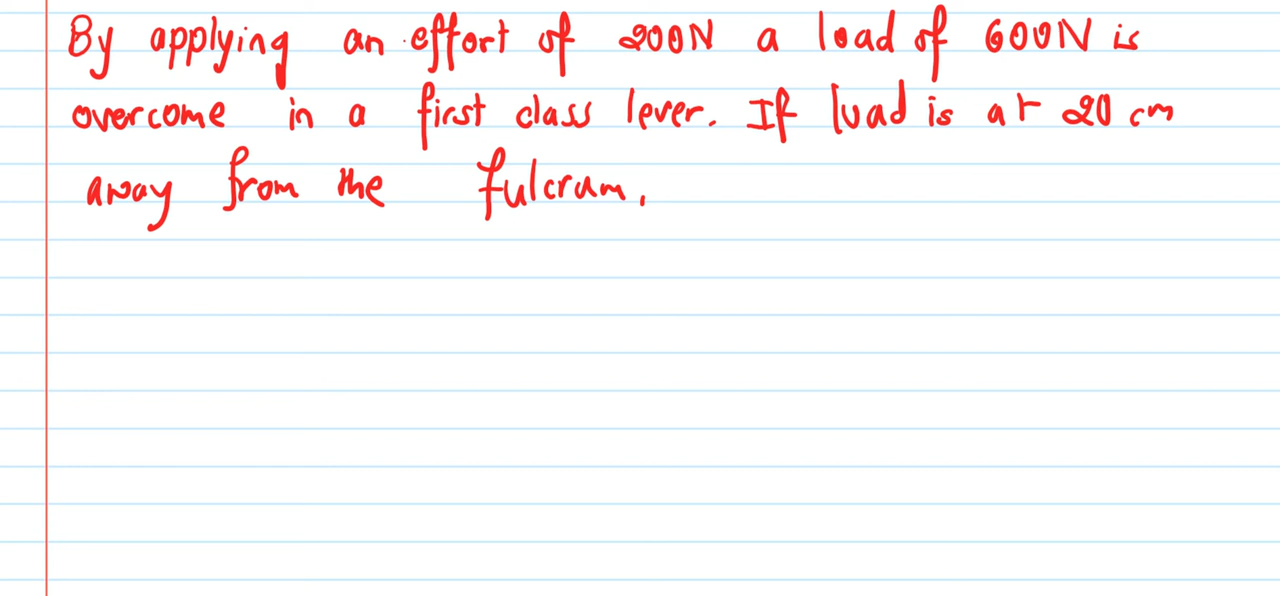 By applying an effort of 200N a load of 600N is
overcome in a first class lever. If load is at 20 cm
away from the fulcrum.